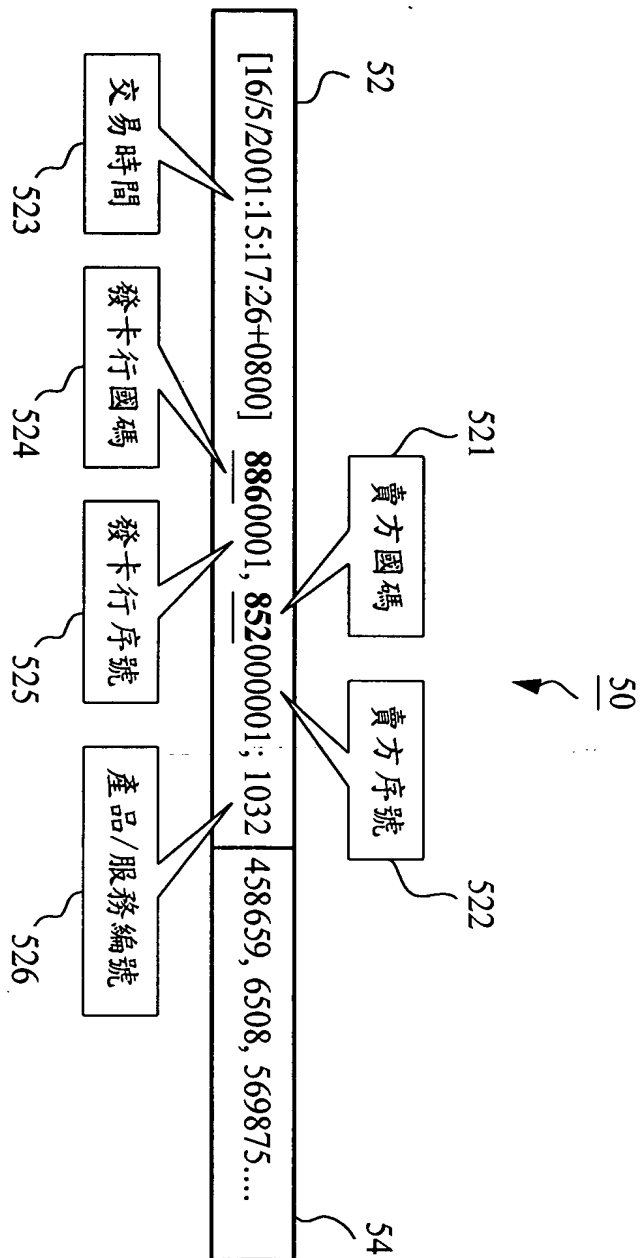 50
521
522
賣方國碼
賣方序號
52
54
[16/5/2001:15:17:26+0800] 8860001, 852000001; 1032
458659, 6508, 569875....
交易時間
發卡行國碼
發卡行序號
產品/服務編號
523
524
525
526